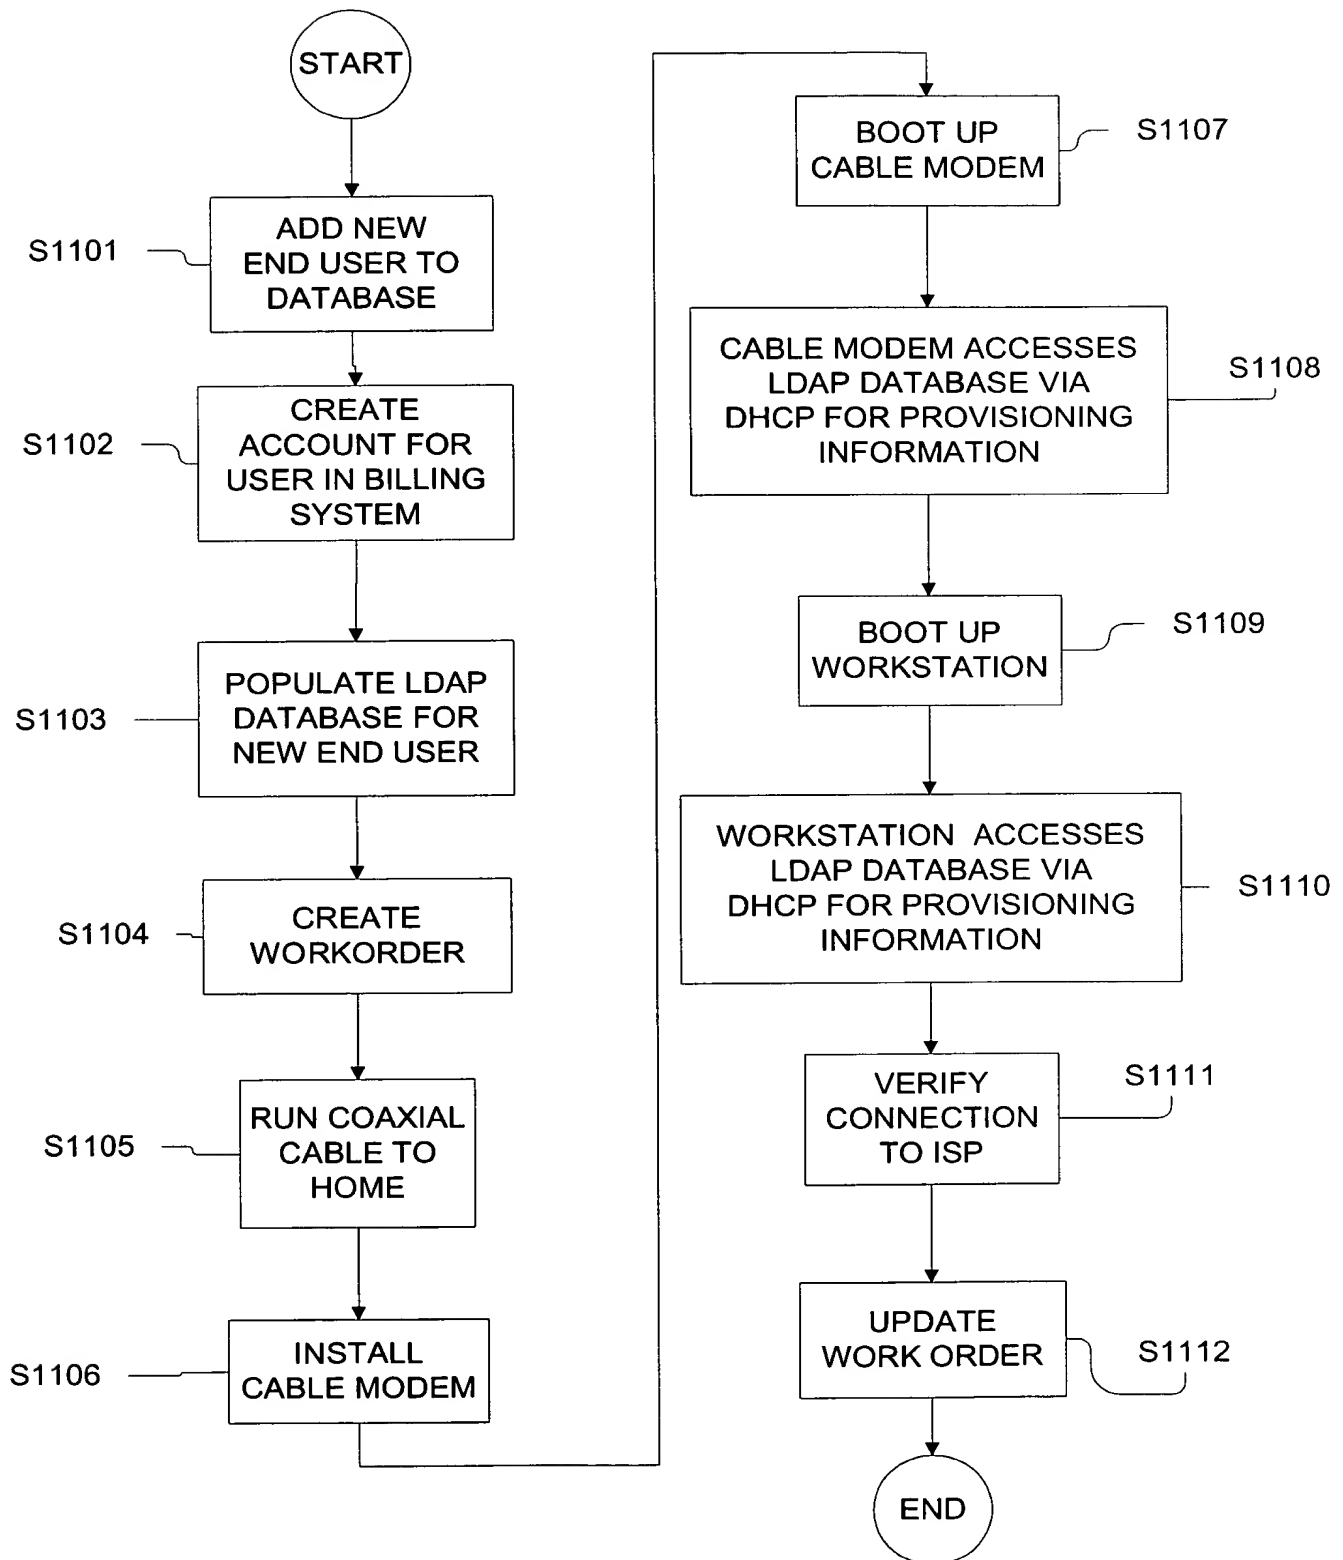 START
S1101
ADD NEW
END USER TO
DATABASE
S1102
CREATE
ACCOUNT FOR
USER IN BILLING
SYSTEM
S1103
POPULATE LDAP
DATABASE FOR
NEW END USER
S1104
CREATE
WORKORDER
S1105
RUN COAXIAL
CABLE TO
HOME
S1106
INSTALL
CABLE MODEM
BOOT UP
CABLE MODEM
S1107
CABLE MODEM ACCESSES
LDAP DATABASE VIA
DHCP FOR PROVISIONING
INFORMATION
S1108
BOOT UP
WORKSTATION
S1109
WORKSTATION ACCESSES
LDAP DATABASE VIA
DHCP FOR PROVISIONING
INFORMATION
S1110
VERIFY
CONNECTION
TO ISP
S1111
UPDATE
WORK ORDER
S1112
END